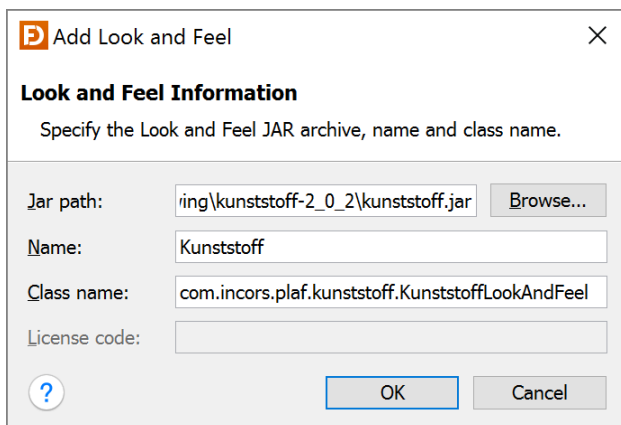 Add Look and Feel
Look and Feel Information
Specify the Look and Feel JAR archive, name and class name.
Jar path: ving\kunststoff-2_0_2\kunststoff.jar Browse...
Name: Kunststoff
Class name: com.incors.plaf.kunststoff.KunststoffLookAndFeel
License code:
? OK Cancel